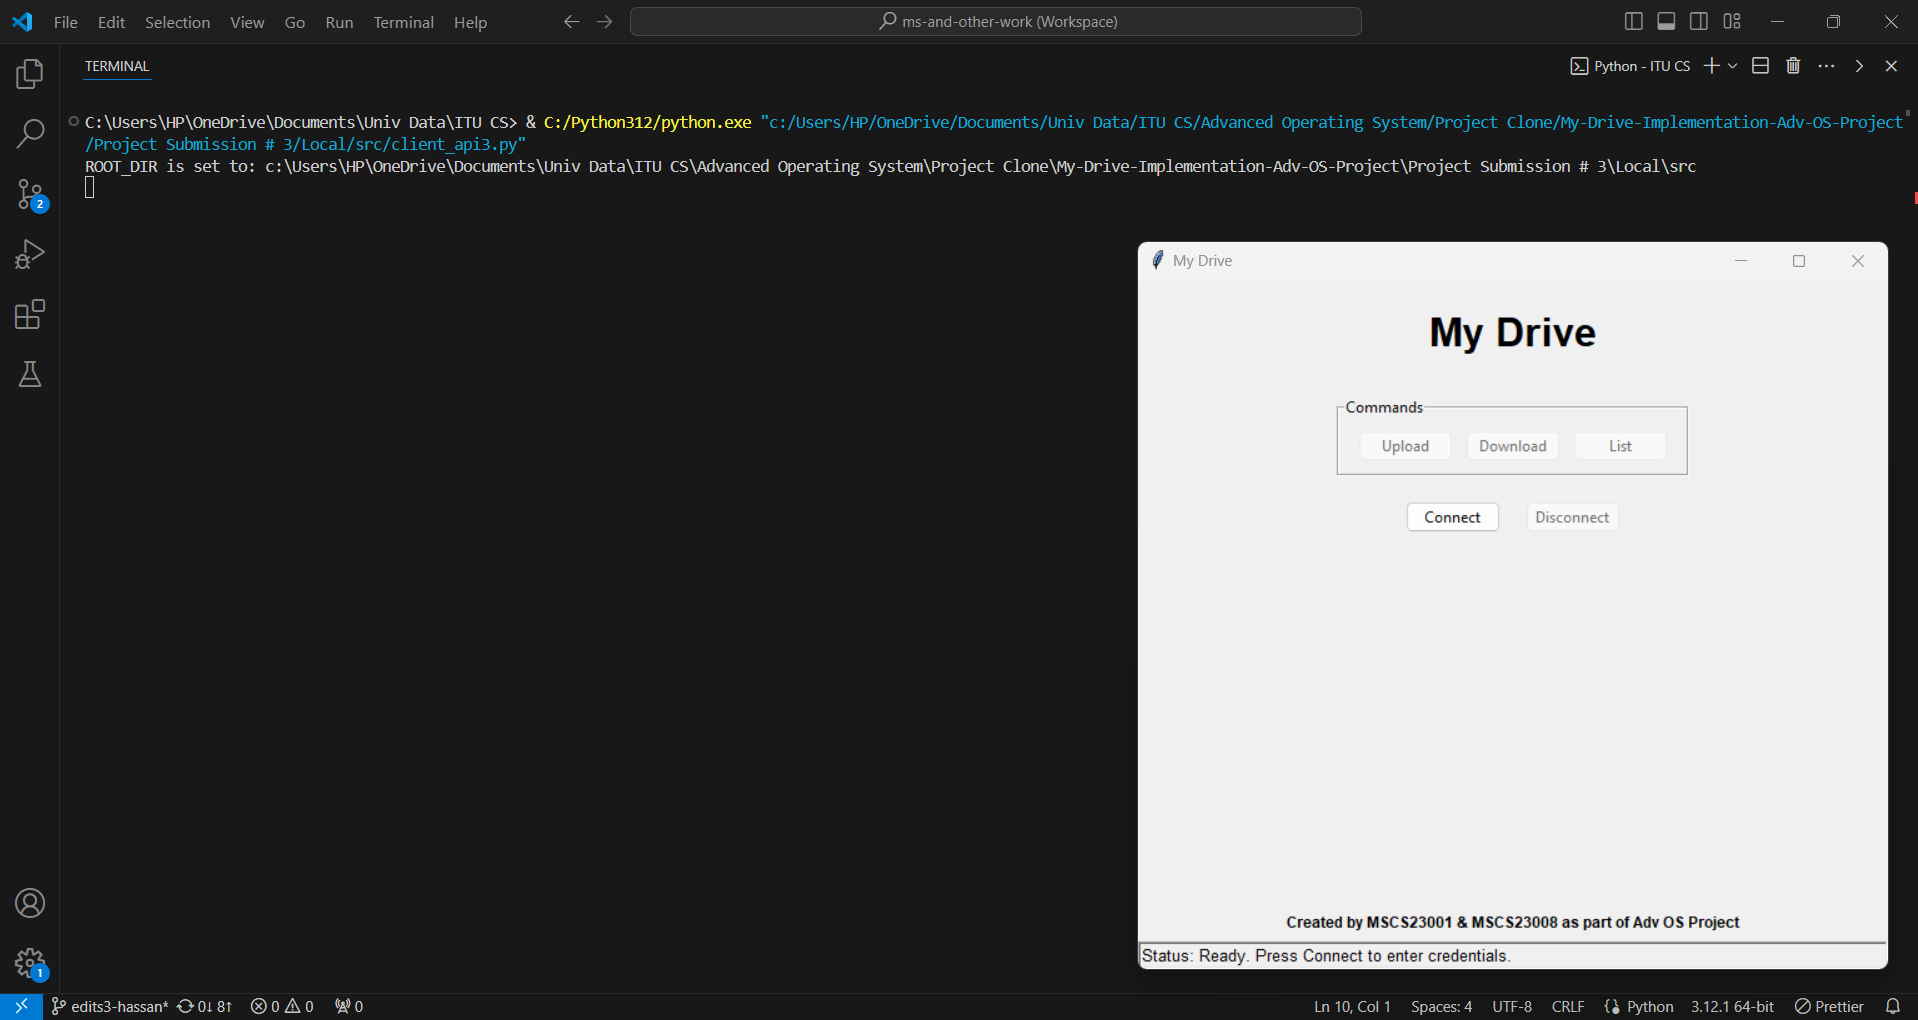 File Edit Selection View Go Run Terminal Help
ms-and-other-work (Workspace)
TERMINAL
Python - ITU CS
C:\Users\HP\OneDrive\Documents\Univ Data\ITU CS> & C:/Python312/python.exe "c:/Users/HP/OneDrive/Documents/Univ Data/ITU CS/Advanced Operating System/Project Clone/My-Drive-Implementation-Adv-OS-Project
/Project Submission # 3/Local/src/client_api3.py"
ROOT_DIR is set to: c:\Users\HP\OneDrive\Documents\Univ Data\ITU CS\Advanced Operating System\Project Clone\My-Drive-Implementation-Adv-OS-Project\Project Submission # 3\Local\src
2
My Drive
My Drive
Commands
Upload Download List
Connect Disconnect
Created by MSCS23001 & MSCS23008 as part of Adv OS Project
Status: Ready. Press Connect to enter credentials.
1
edits3-hassan* 0↓ 8↑ 0 0 0 Ln 10, Col 1 Spaces: 4 UTF-8 CRLF Python 3.12.1 64-bit Prettier